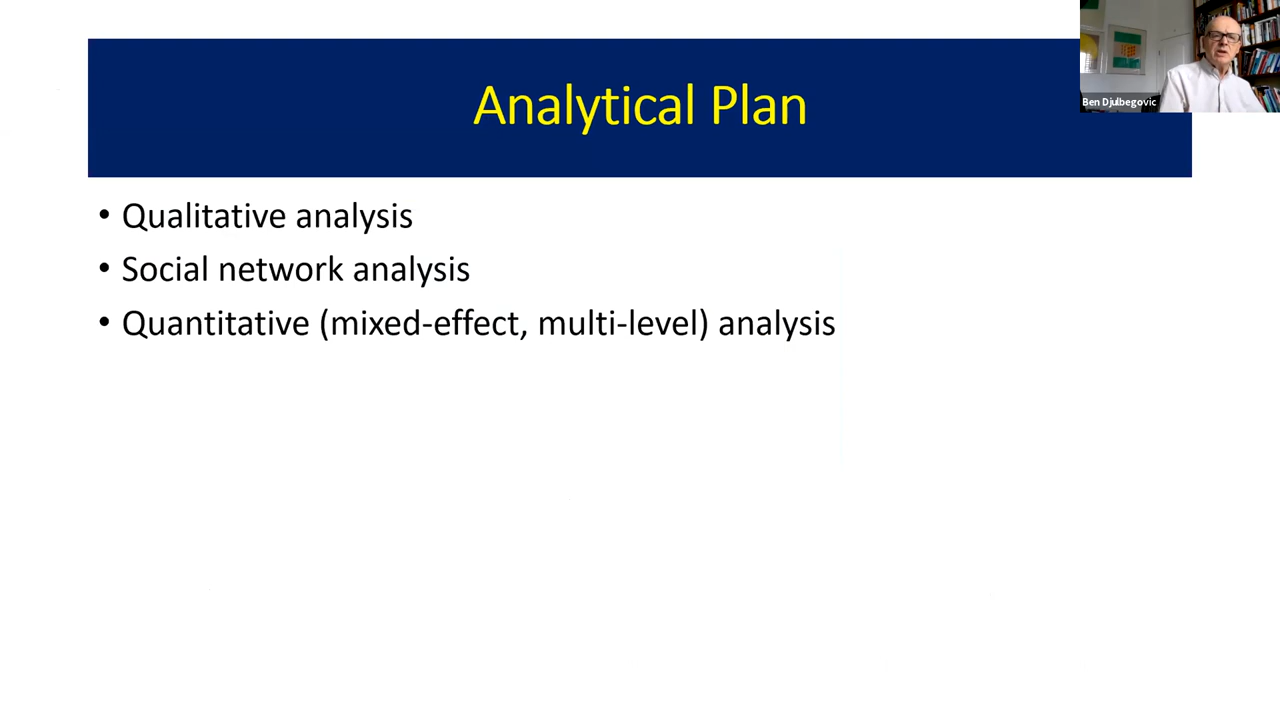 Analytical Plan
Ben Djulbegovic
• Qualitative analysis
• Social network analysis
• Quantitative (mixed-effect, multi-level) analysis